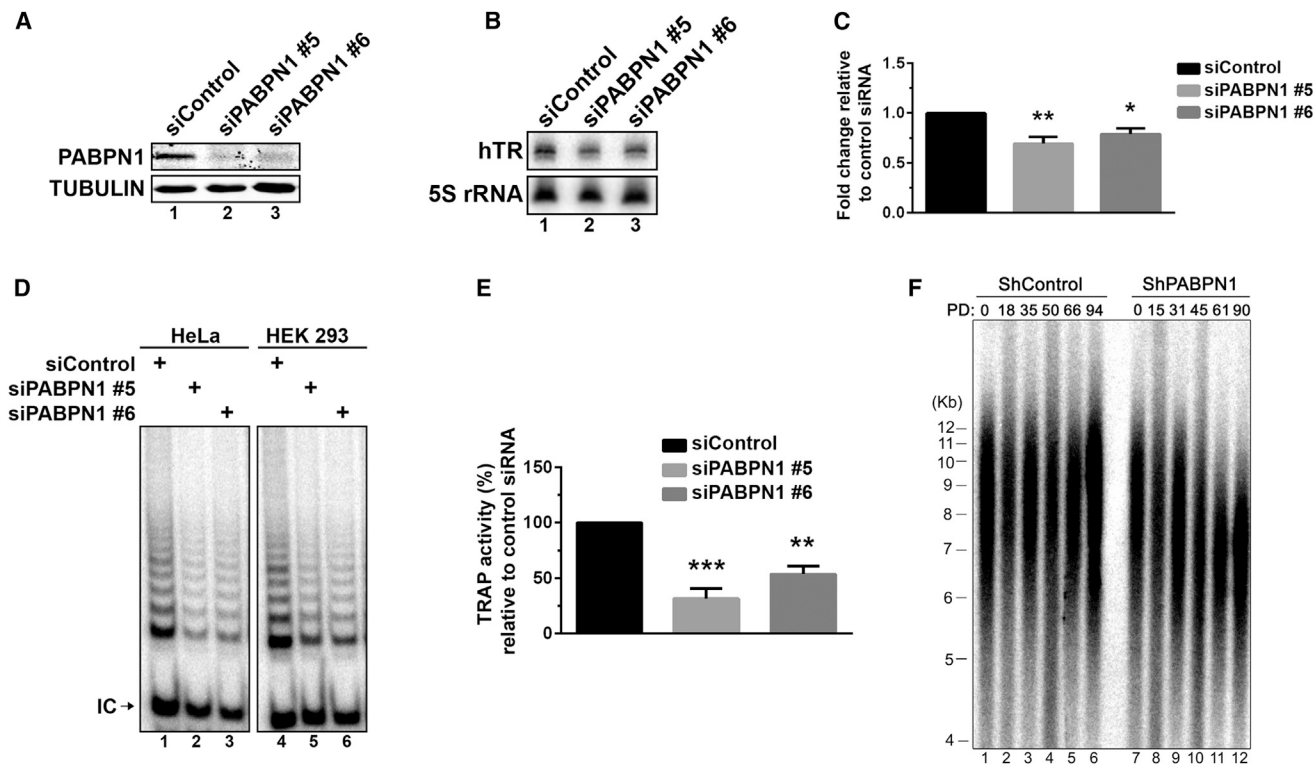 A
siControl
siPABPN1 #5
siPABPN1 #6
PABPN1
TUBULIN
1 2 3
B
siControl
siPABPN1 #5
siPABPN1 #6
hTR
5S rRNA
1 2 3
C
Fold change relative
to control siRNA
1.5
1.0
0.5
0.0
**
*
siControl
siPABPN1 #5
siPABPN1 #6
D
HeLa HEK 293
siControl + +
siPABPN1 #5 + +
siPABPN1 #6 + +
IC
1 2 3 4 5 6
E
TRAP activity (%)
relative to control siRNA
150
100
50
0
***
**
siControl
siPABPN1 #5
siPABPN1 #6
F
ShControl ShPABPN1
PD: 0 18 35 50 66 94 0 15 31 45 61 90
(Kb)
12
11
10
9
8
7
6
5
4
1 2 3 4 5 6 7 8 9 10 11 12